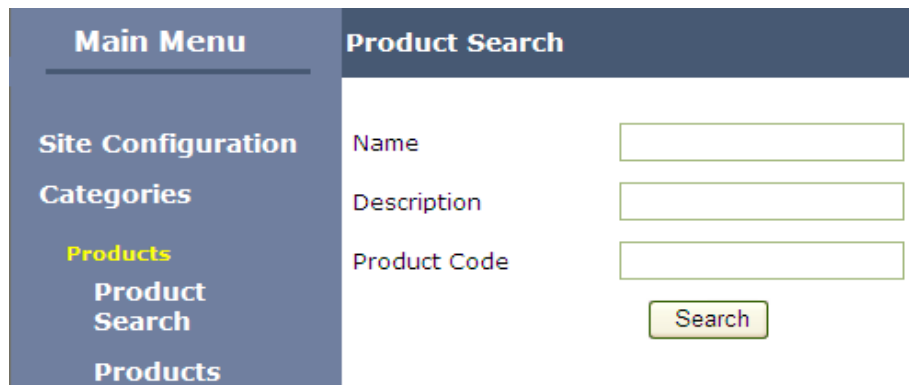 Main Menu
Product Search
Site Configuration
Categories
Products
Product
Search
Products
Name
Description
Product Code
Search